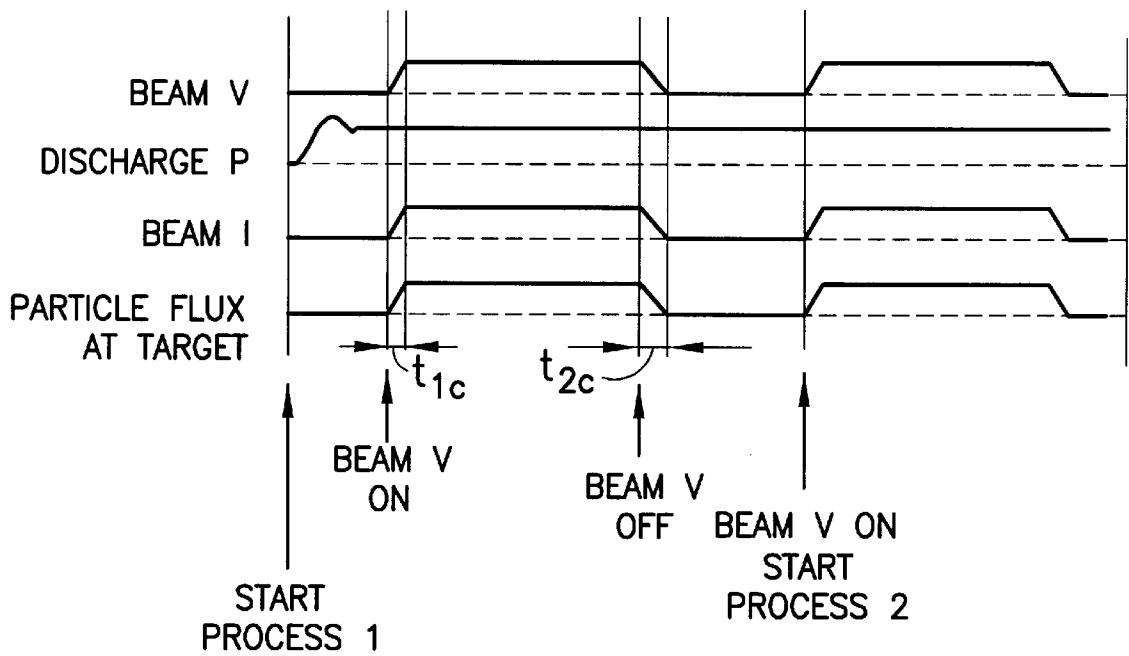 BEAM V
DISCHARGE P
BEAM I
PARTICLE FLUX
AT TARGET
t1c
t2c
BEAM V
ON
BEAM V
OFF
BEAM V ON
START
PROCESS 2
START
PROCESS 1